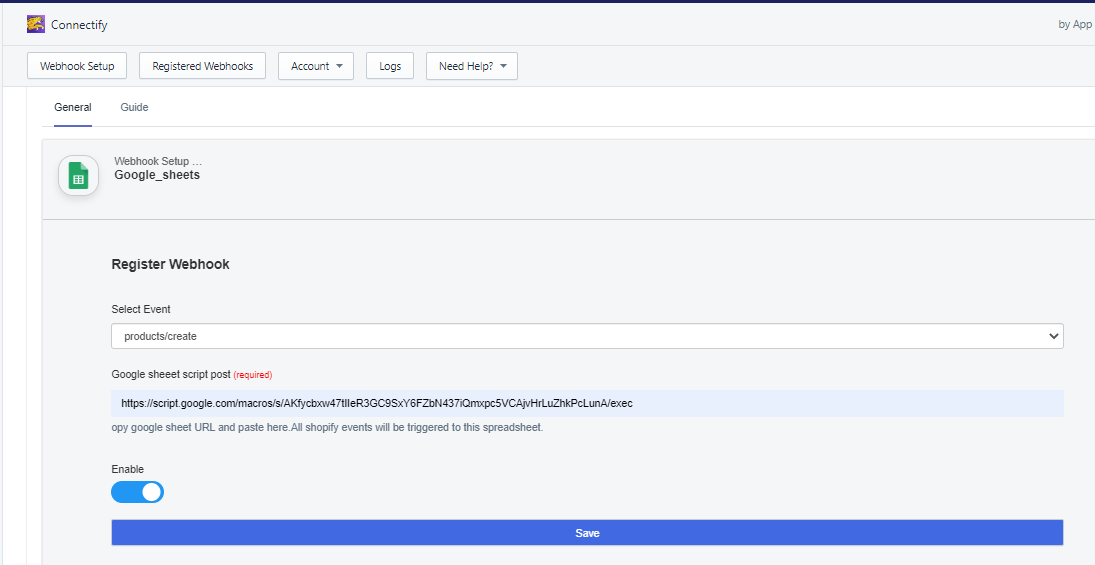 Connectify
by App
Webhook Setup
Registered Webhooks
Account
Logs
Need Help?
General
Guide
Webhook Setup ...
Google_sheets
Register Webhook
Select Event
products/create
Google sheeet script post (required)
https://script.google.com/macros/s/AKfycbxw47tlIeR3GC9SxY6FZbN437iQmxpc5VCAjvHrLuZhkPcLunA/exec
opy google sheet URL and paste here.All shopify events will be triggered to this spreadsheet.
Enable
Save